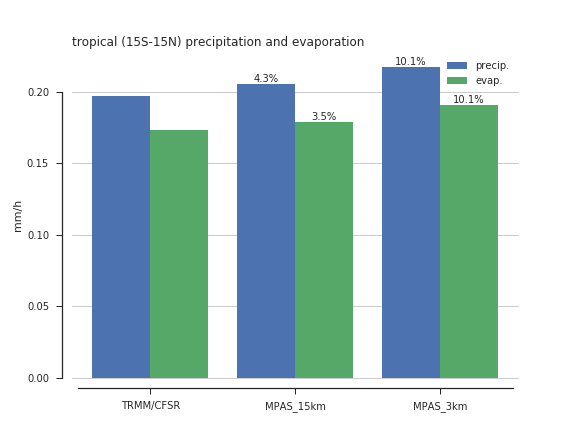 tropical (15S-15N) precipitation and evaporation
10.1%
precip.
4.3%
evap.
0.20
10.1%
3.5%
0.15
mm/h
0.10
0.05
0.00
TRMM/CFSR
MPAS_15km
MPAS_3km